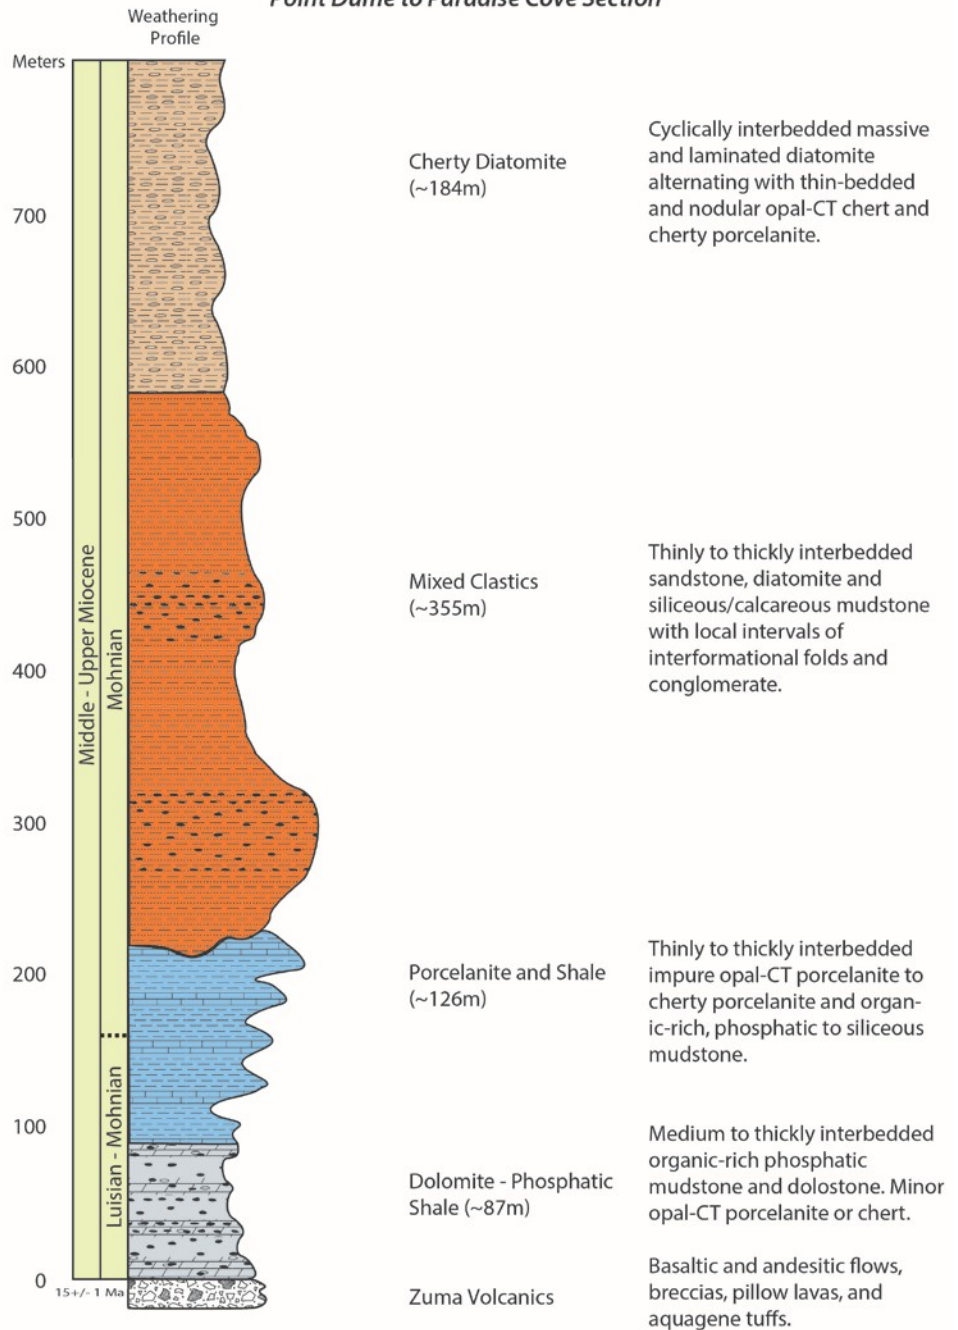 Point Dume to Paradise Cove Section
Weathering
Profile
Meters
700
600
500
400
300
200
100
0
15+/- 1 Ma
Middle - Upper Miocene
Mohnian
Luisian - Mohnian
Cherty Diatomite
(~184m)
Cyclically interbedded massive
and laminated diatomite
alternating with thin-bedded
and nodular opal-CT chert and
cherty porcelanite.
Mixed Clastics
(~355m)
Thinly to thickly interbedded
sandstone, diatomite and
siliceous/calcareous mudstone
with local intervals of
interformational folds and
conglomerate.
Porcelanite and Shale
(~126m)
Thinly to thickly interbedded
impure opal-CT porcelanite to
cherty porcelanite and organ-
ic-rich, phosphatic to siliceous
mudstone.
Dolomite - Phosphatic
Shale (~87m)
Medium to thickly interbedded
organic-rich phosphatic
mudstone and dolostone. Minor
opal-CT porcelanite or chert.
Zuma Volcanics
Basaltic and andesitic flows,
breccias, pillow lavas, and
aquagene tuffs.